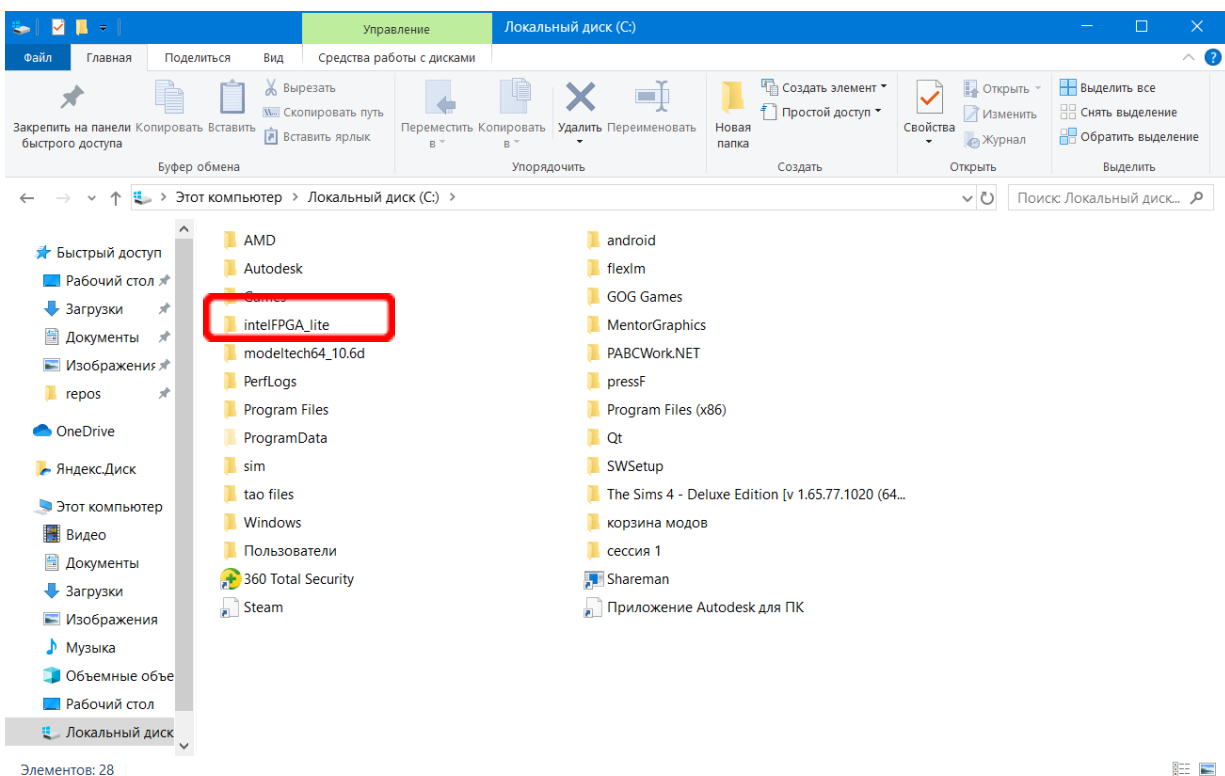 Управление
Локальный диск (C:)
Файл
Главная
Поделиться
Вид
Средства работы с дисками
Закрепить на панели быстрого доступа
Копировать
Вставить
Вырезать
Скопировать путь
Вставить ярлык
Буфер обмена
Переместить в
Копировать в
Удалить
Переименовать
Упорядочить
Новая папка
Создать элемент
Простой доступ
Создать
Свойства
Открыть
Изменить
Журнал
Открыть
Выделить все
Снять выделение
Обратить выделение
Выделить
Этот компьютер > Локальный диск (C:) >
Поиск: Локальный диск...
Быстрый доступ
Рабочий стол
Загрузки
Документы
Изображения
repos
OneDrive
Яндекс.Диск
Этот компьютер
Видео
Документы
Загрузки
Изображения
Музыка
Объемные объе
Рабочий стол
Локальный диск
AMD
Autodesk
Games
intelFPGA_lite
modeltech64_10.6d
PerfLogs
Program Files
ProgramData
sim
tao files
Windows
Пользователи
360 Total Security
Steam
android
flexlm
GOG Games
MentorGraphics
PABCWork.NET
pressF
Program Files (x86)
Qt
SWSetup
The Sims 4 - Deluxe Edition [v 1.65.77.1020 (64...
корзина модов
сессия 1
Shareman
Приложение Autodesk для ПК
Элементов: 28